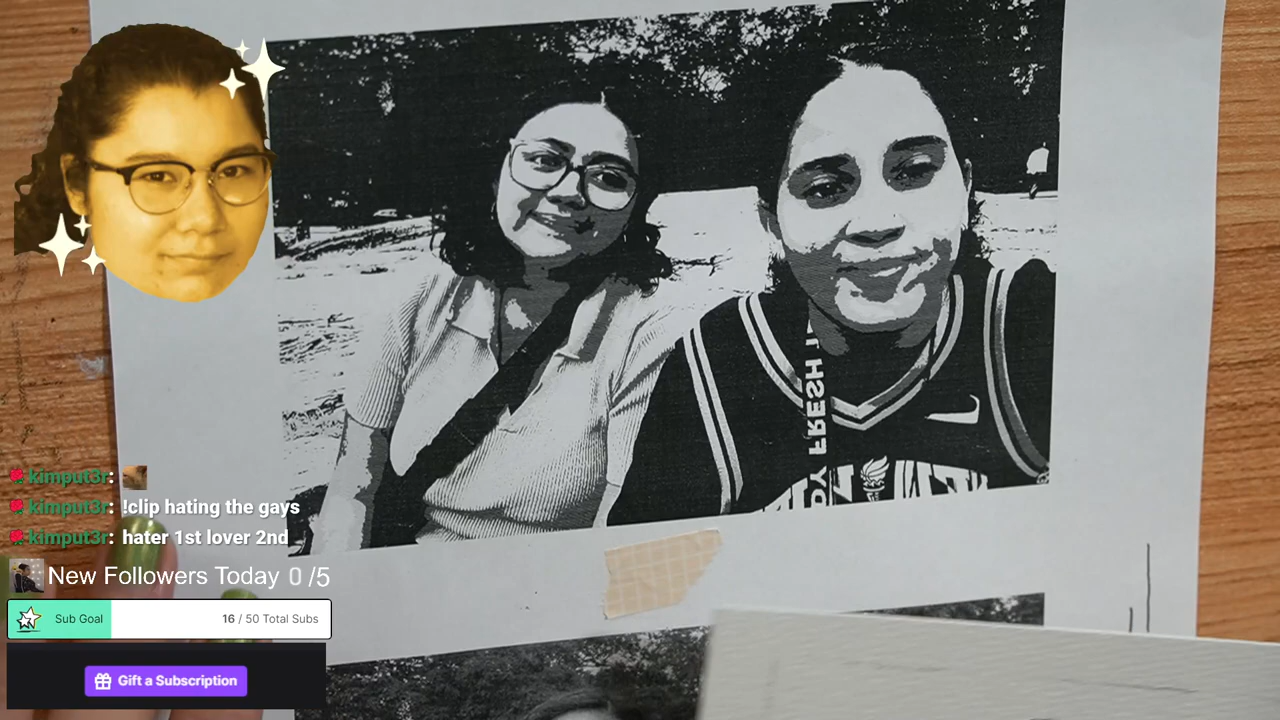 kimput3r:
kimput3r: !clip hating the gays
kimput3r: hater 1st lover 2nd
New Followers Today 0 /5
Sub Goal 16 / 50 Total Subs
Gift a Subscription
FRESH